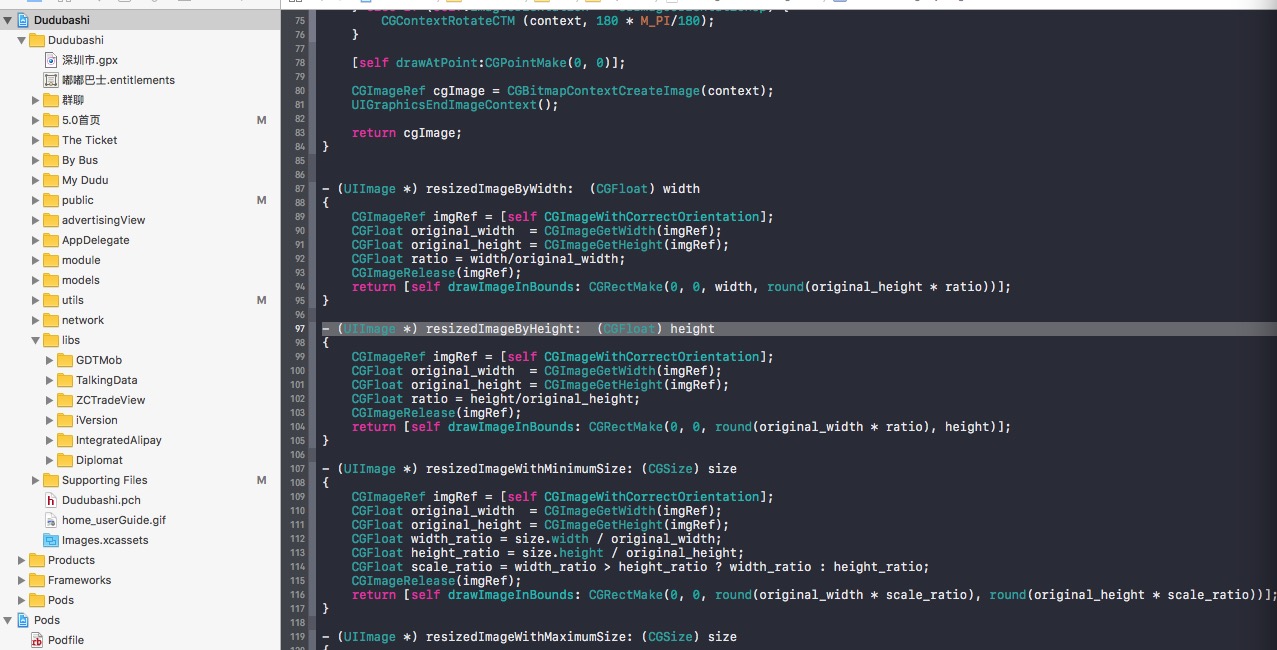 Dudubashi
Dudubashi
深圳市.gpx
嘟嘟巴士.entitlements
群聊
5.0首页 M
The Ticket
By Bus
My Dudu
public M
advertisingView
AppDelegate
module
models
utils M
network
libs
GDTMob
TalkingData
ZCTradeView
iVersion
IntegratedAlipay
Diplomat
Supporting Files M
Dudubashi.pch
home_userGuide.gif
Images.xcassets
Products
Frameworks
Pods
Pods
Podfile
75 CGContextRotateCTM (context, 180 * M_PI/180);
76 }
77
78 [self drawAtPoint:CGPointMake(0, 0)];
79
80 CGImageRef cgImage = CGBitmapContextCreateImage(context);
81 UIGraphicsEndImageContext();
82
83 return cgImage;
84 }
85
86
87 - (UIImage *) resizedImageByWidth:  (CGFloat) width
88 {
89 CGImageRef imgRef = [self CGImageWithCorrectOrientation];
90 CGFloat original_width  = CGImageGetWidth(imgRef);
91 CGFloat original_height = CGImageGetHeight(imgRef);
92 CGFloat ratio = width/original_width;
93 CGImageRelease(imgRef);
94 return [self drawImageInBounds: CGRectMake(0, 0, width, round(original_height * ratio))];
95 }
96
97 - (UIImage *) resizedImageByHeight:  (CGFloat) height
98 {
99 CGImageRef imgRef = [self CGImageWithCorrectOrientation];
100 CGFloat original_width  = CGImageGetWidth(imgRef);
101 CGFloat original_height = CGImageGetHeight(imgRef);
102 CGFloat ratio = height/original_height;
103 CGImageRelease(imgRef);
104 return [self drawImageInBounds: CGRectMake(0, 0, round(original_width * ratio), height)];
105 }
106
107 - (UIImage *) resizedImageWithMinimumSize: (CGSize) size
108 {
109 CGImageRef imgRef = [self CGImageWithCorrectOrientation];
110 CGFloat original_width  = CGImageGetWidth(imgRef);
111 CGFloat original_height = CGImageGetHeight(imgRef);
112 CGFloat width_ratio = size.width / original_width;
113 CGFloat height_ratio = size.height / original_height;
114 CGFloat scale_ratio = width_ratio > height_ratio ? width_ratio : height_ratio;
115 CGImageRelease(imgRef);
116 return [self drawImageInBounds: CGRectMake(0, 0, round(original_width * scale_ratio), round(original_height * scale_ratio))];
117 }
118
119 - (UIImage *) resizedImageWithMaximumSize: (CGSize) size